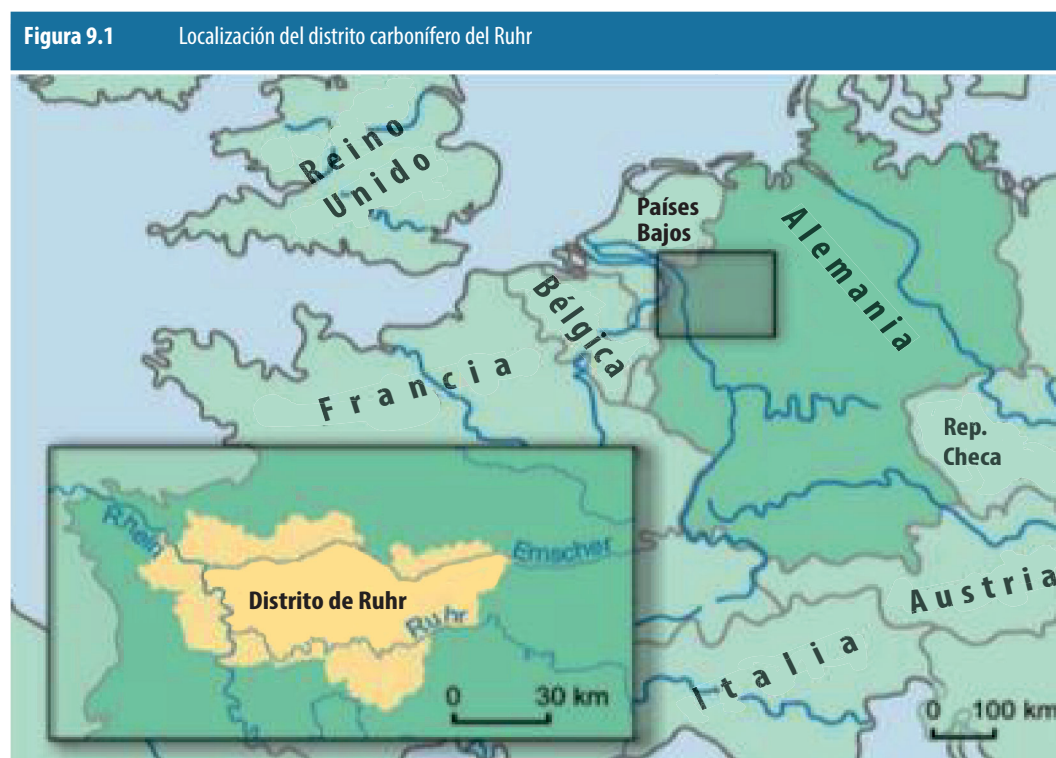 Figura 9.1 Localización del distrito carbonífero del Ruhr
Reino
Unido
Países
Bajos
Alemania
Bélgica
Francia
Rep.
Checa
Austria
Italia
0 100 km
Rhein
Emscher
Distrito de Ruhr
Ruhr
0 30 km